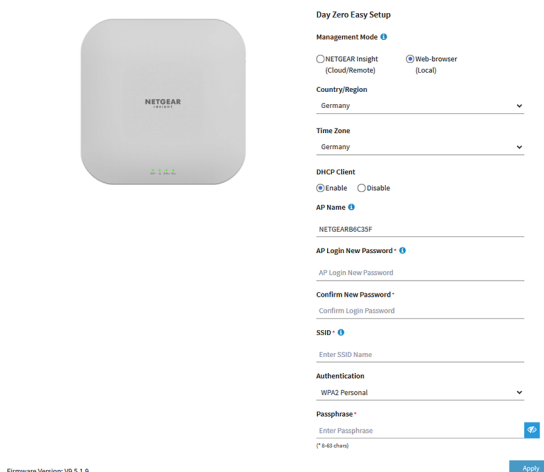 NETGEAR
INSIGHT
Day Zero Easy Setup
Management Mode
NETGEAR Insight
(Cloud/Remote)
Web-browser
(Local)
Country/Region
Germany
Time Zone
Germany
DHCP Client
Enable
Disable
AP Name
NETGEARB6C35F
AP Login New Password*
AP Login New Password
Confirm New Password*
Confirm Login Password
SSID*
Enter SSID Name
Authentication
WPA2 Personal
Passphrase*
Enter Passphrase
(* 8-63 chars)
Apply
Firmware Version: V9.5.1.9